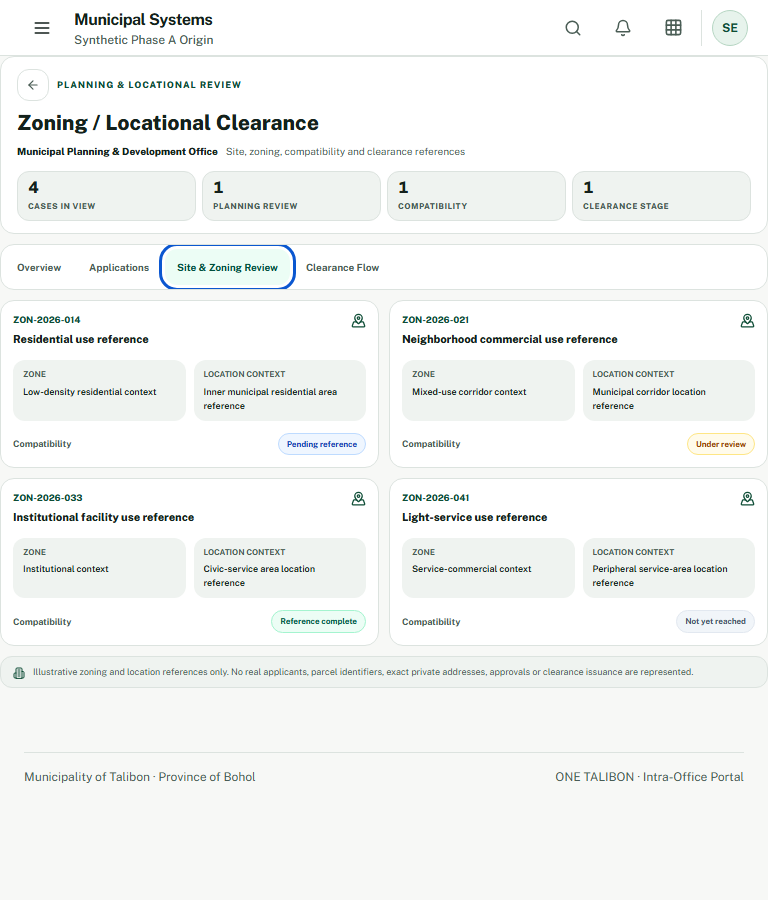 Municipal Systems
Synthetic Phase A Origin
SE
PLANNING & LOCATIONAL REVIEW
Zoning / Locational Clearance
Municipal Planning & Development Office Site, zoning, compatibility and clearance references
4
CASES IN VIEW
1
PLANNING REVIEW
1
COMPATIBILITY
1
CLEARANCE STAGE
Overview
Applications
Site & Zoning Review
Clearance Flow
ZON-2026-014
Residential use reference
ZONE
Low-density residential context
LOCATION CONTEXT
Inner municipal residential area
reference
Compatibility
Pending reference
ZON-2026-021
Neighborhood commercial use reference
ZONE
Mixed-use corridor context
LOCATION CONTEXT
Municipal corridor location
reference
Compatibility
Under review
ZON-2026-033
Institutional facility use reference
ZONE
Institutional context
LOCATION CONTEXT
Civic-service area location
reference
Compatibility
Reference complete
ZON-2026-041
Light-service use reference
ZONE
Service-commercial context
LOCATION CONTEXT
Peripheral service-area location
reference
Compatibility
Not yet reached
Illustrative zoning and location references only. No real applicants, parcel identifiers, exact private addresses, approvals or clearance issuance are represented.
Municipality of Talibon · Province of Bohol
ONE TALIBON · Intra-Office Portal